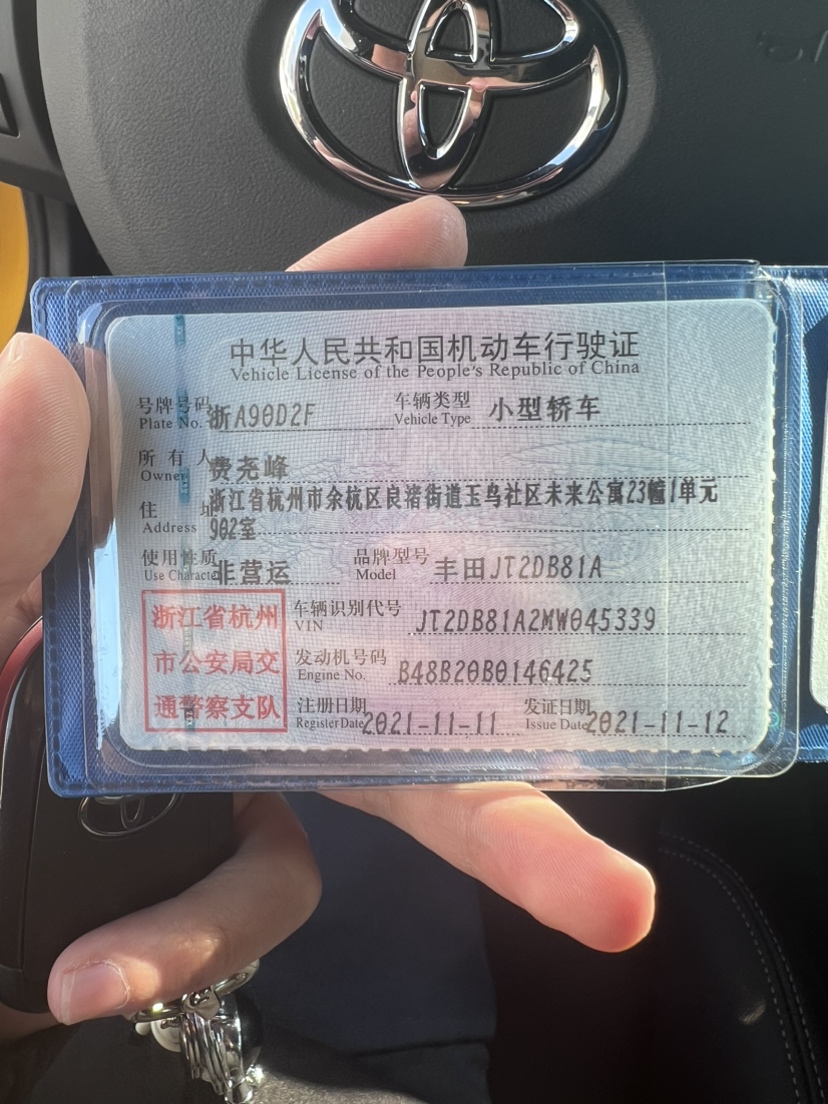 中华人民共和国机动车行驶证
Vehicle License of the People's Republic of China
号牌号码 浙A90D2F 车辆类型 小型轿车
Plate No. Vehicle Type
所有人 费尧峰
Owner
住址 浙江省杭州市余杭区良渚街道玉鸟社区未来公寓23幢1单元
Address 902室
使用性质 非营运 品牌型号 丰田JT2DB81A
Use Character Model
浙江省杭州 车辆识别代号 JT2DB81A2MW045339
VIN
市公安局交 发动机号码 B48B20B0146425
Engine No.
通警察支队 注册日期 2021-11-11 发证日期 2021-11-12
Register Date Issue Date